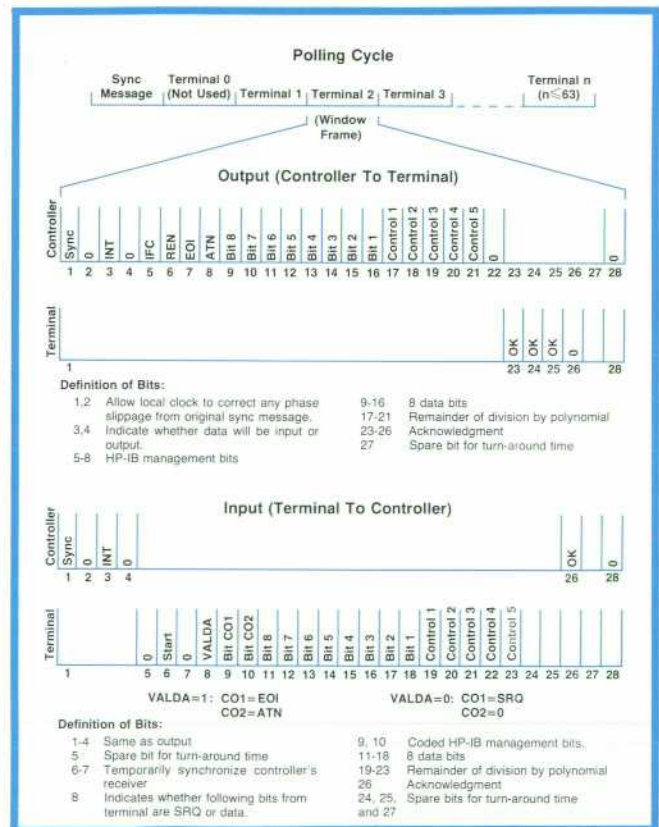 Polling Cycle
Sync Message
Terminal 0 (Not Used)
Terminal 1
Terminal 2
Terminal 3
Terminal n (n≤63)
(Window Frame)
Output (Controller To Terminal)
Controller
Sync 0 INT 0 IFC REN EOI ATN Bit 8 Bit 7 Bit 6 Bit 5 Bit 4 Bit 3 Bit 2 Bit 1 Control 1 Control 2 Control 3 Control 4 Control 5 0 0
1 2 3 4 5 6 7 8 9 10 11 12 13 14 15 16 17 18 19 20 21 22 23 24 25 26 27 28
Terminal
OK OK OK 0
1 23 24 25 26 28
Definition of Bits:
1,2 Allow local clock to correct any phase
slippage from original sync message.
3,4 Indicate whether data will be input or
output.
5-8 HP-IB management bits
9-16 8 data bits
17-21 Remainder of division by polynomial
23-26 Acknowledgment
27 Spare bit for turn-around time
Input (Terminal To Controller)
Controller
Sync 0 INT 0 OK 0
1 2 3 4 26 28
Terminal
0 Start 0 VALDA Bit CO1 Bit CO2 Bit 8 Bit 7 Bit 6 Bit 5 Bit 4 Bit 3 Bit 2 Bit 1 Control 1 Control 2 Control 3 Control 4 Control 5
1 5 6 7 8 9 10 11 12 13 14 15 16 17 18 19 20 21 22 23 24 25 26 27 28
VALDA=1: CO1=EOI
CO2=ATN
VALDA=0: CO1=SRQ
CO2=0
Definition of Bits:
1-4 Same as output
5 Spare bit for turn-around time
6-7 Temporarily synchronize controller's
receiver
8 Indicates whether following bits from
terminal are SRQ or data.
9, 10 Coded HP-IB management bits.
11-18 8 data bits
19-23 Remainder of division by polynomial
26 Acknowledgment
24, 25, Spare bits for turn-around time
and 27